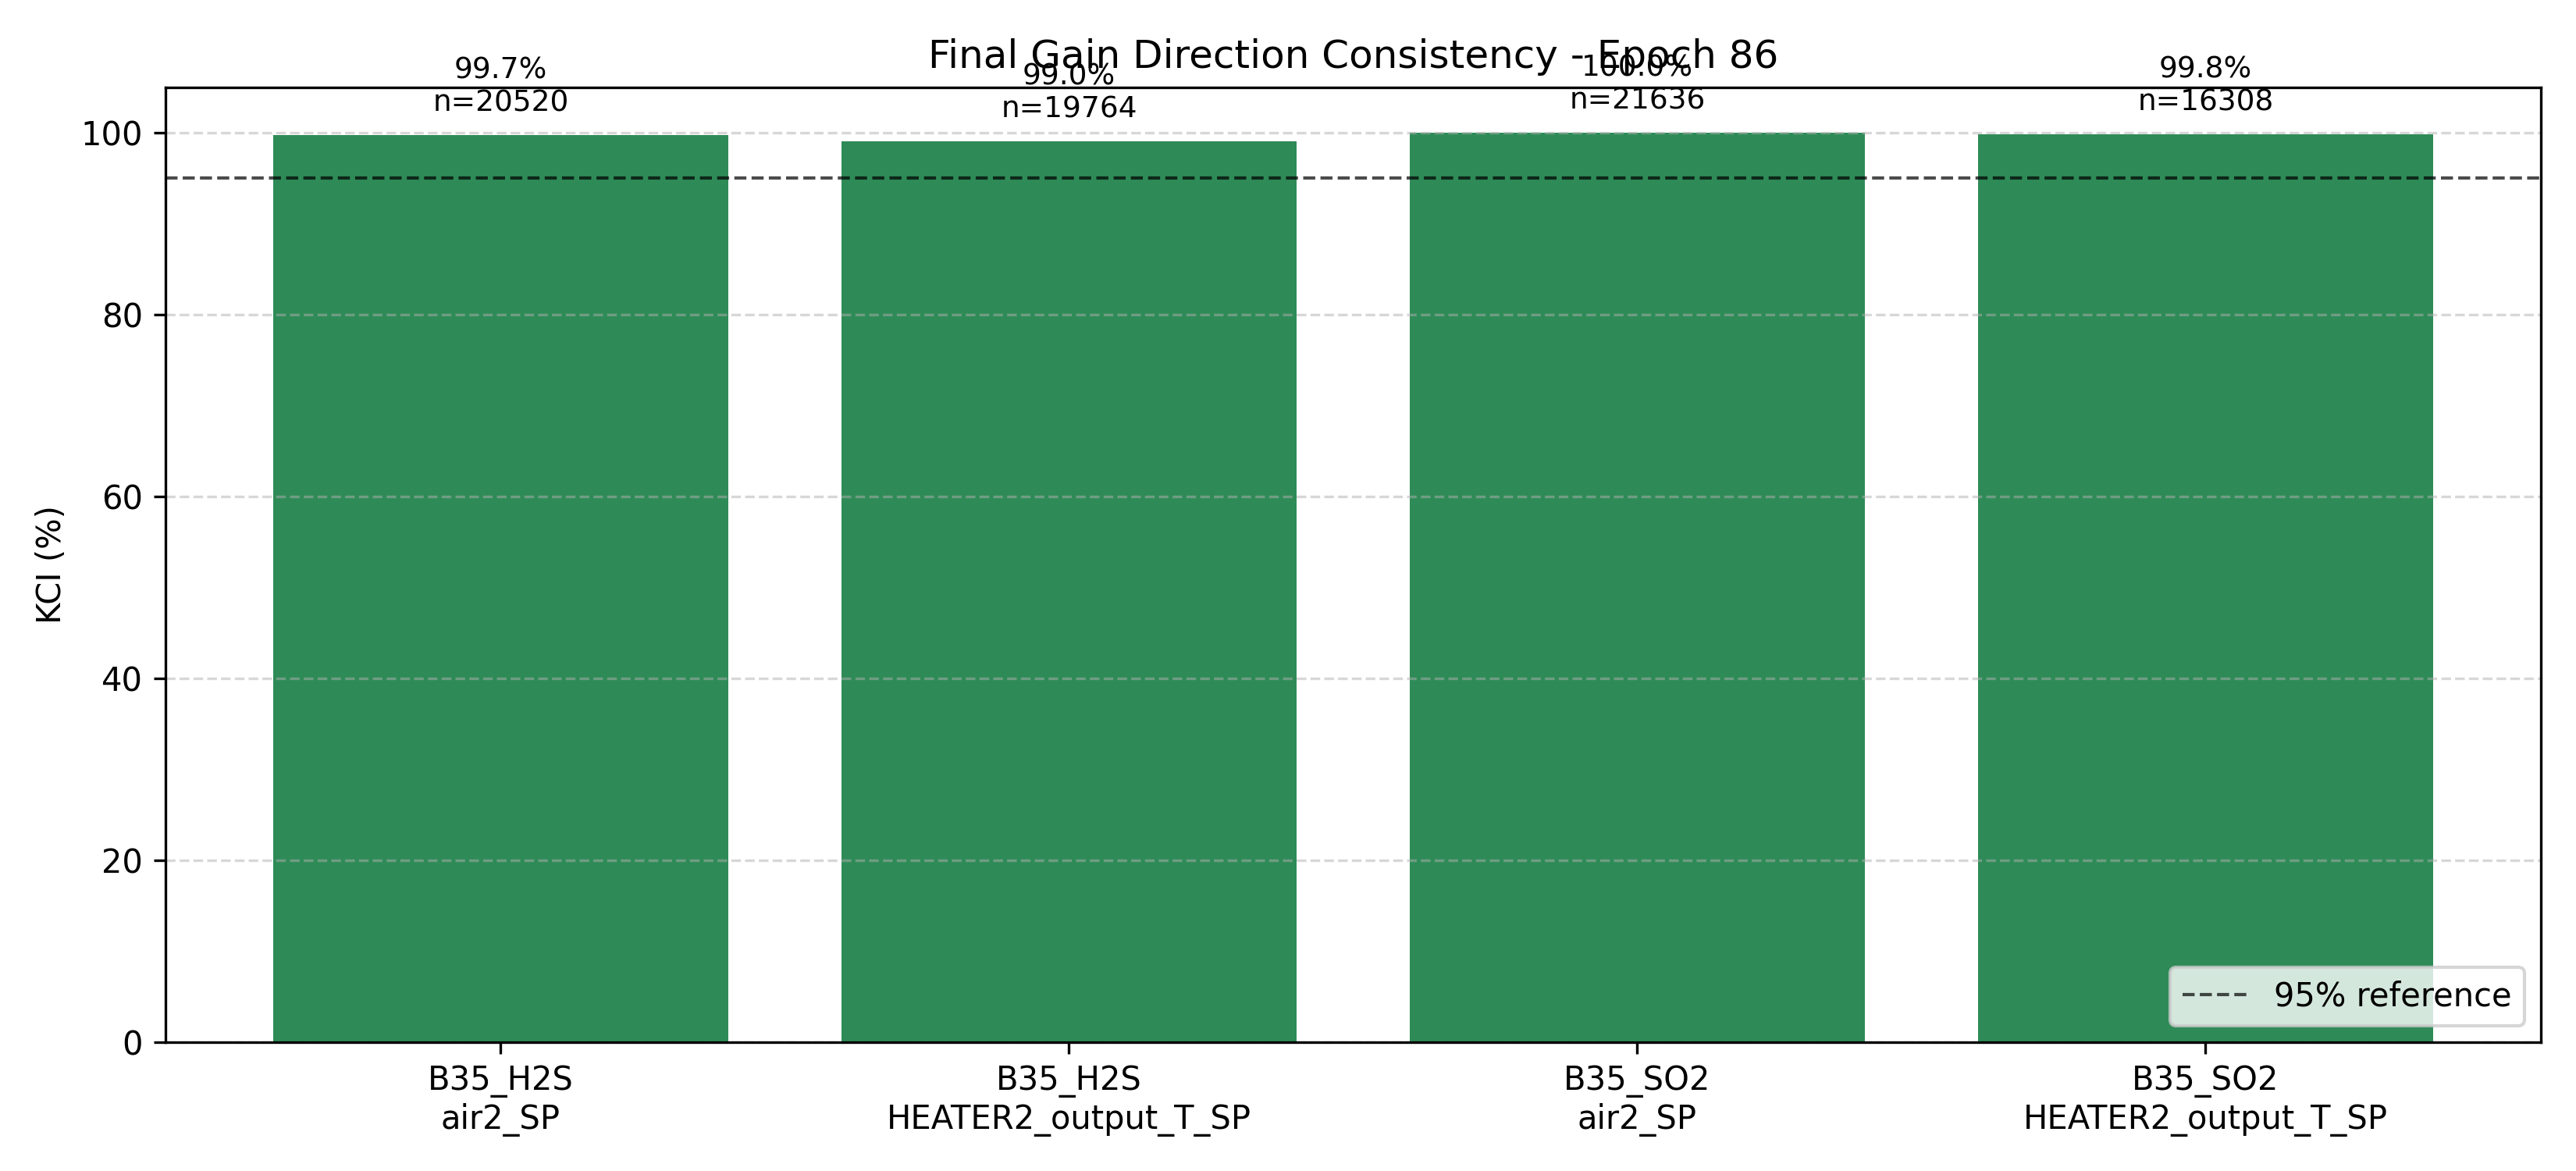 Final Gain Direction Consistency - Epoch 86
99.7%
n=20520
99.0%
n=19764
100.0%
n=21636
99.8%
n=16308
KCI (%)
100
80
60
40
20
0
95% reference
B35_H2S
air2_SP
B35_H2S
HEATER2_output_T_SP
B35_SO2
air2_SP
B35_SO2
HEATER2_output_T_SP